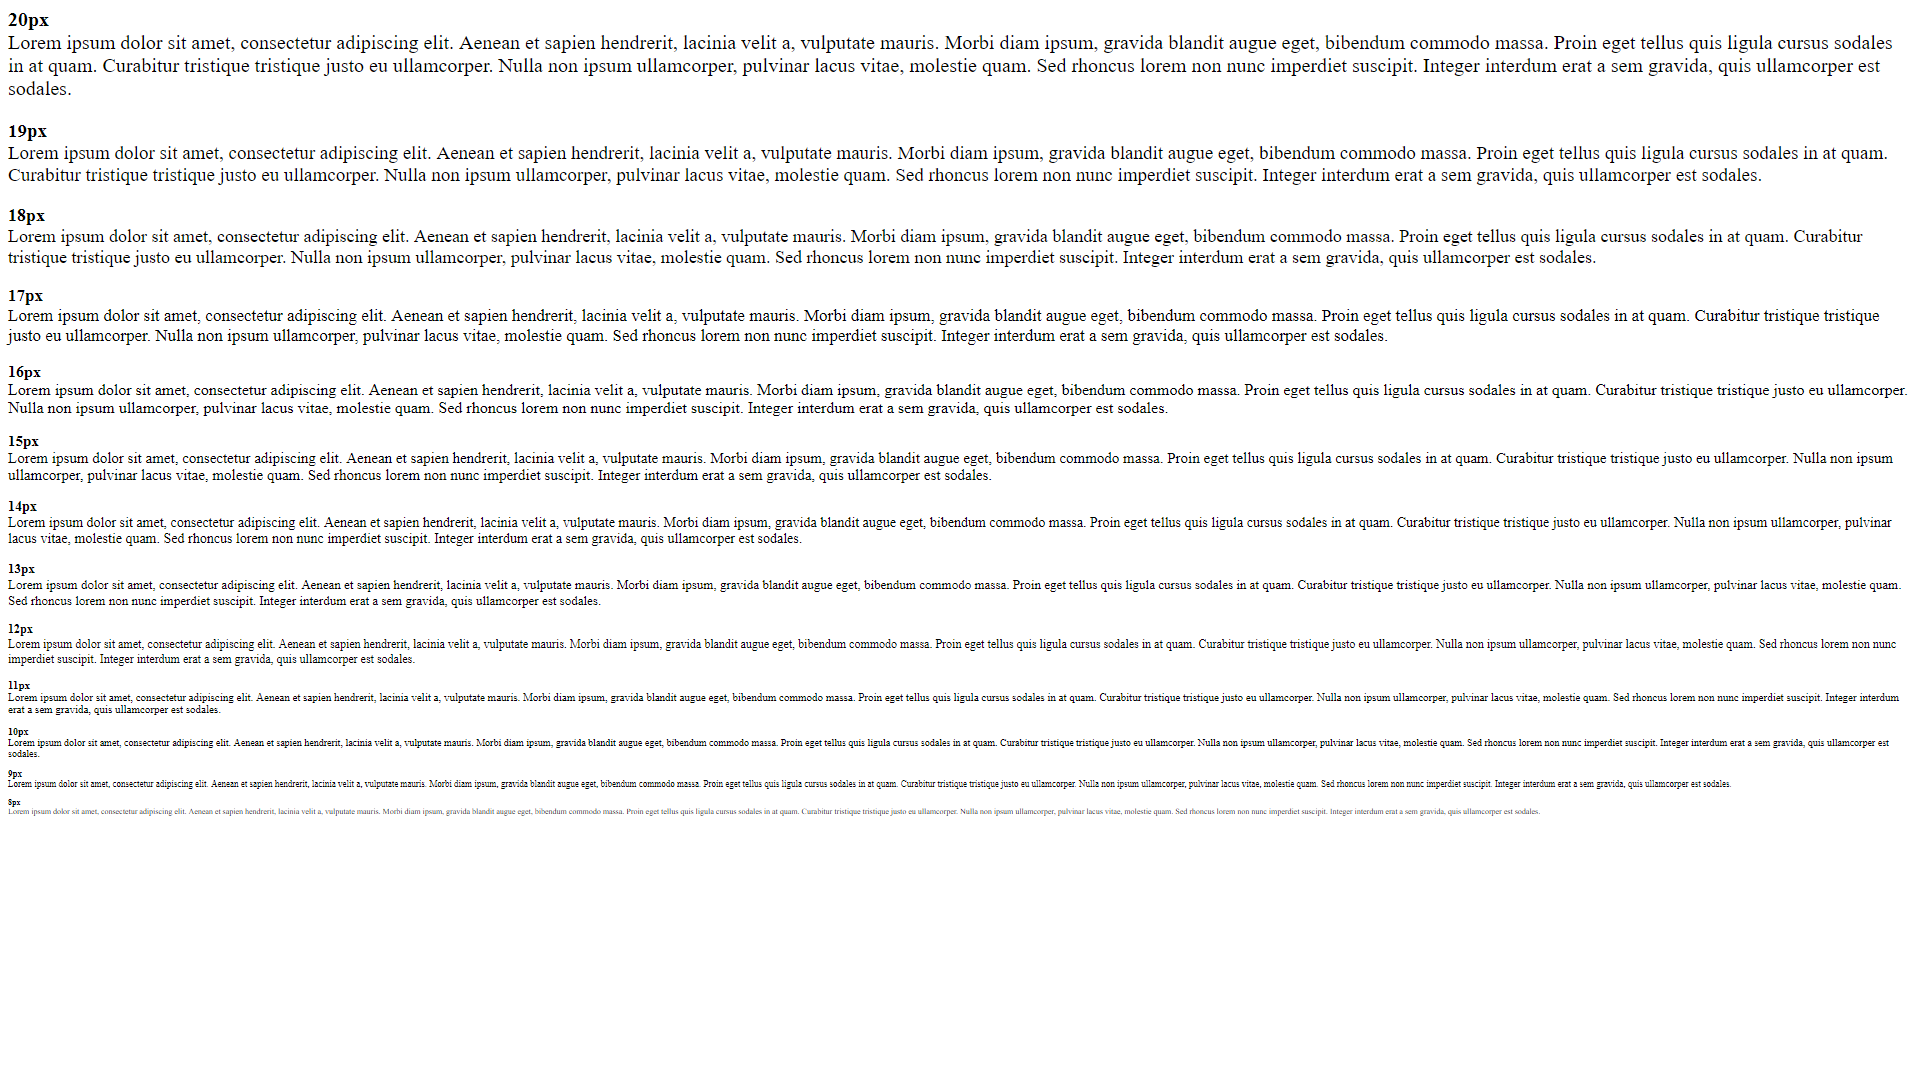 20px
Lorem ipsum dolor sit amet, consectetur adipiscing elit. Aenean et sapien hendrerit, lacinia velit a, vulputate mauris. Morbi diam ipsum, gravida blandit augue eget, bibendum commodo massa. Proin eget tellus quis ligula cursus sodales
in at quam. Curabitur tristique tristique justo eu ullamcorper. Nulla non ipsum ullamcorper, pulvinar lacus vitae, molestie quam. Sed rhoncus lorem non nunc imperdiet suscipit. Integer interdum erat a sem gravida, quis ullamcorper est
sodales.
19px
Lorem ipsum dolor sit amet, consectetur adipiscing elit. Aenean et sapien hendrerit, lacinia velit a, vulputate mauris. Morbi diam ipsum, gravida blandit augue eget, bibendum commodo massa. Proin eget tellus quis ligula cursus sodales in at quam.
Curabitur tristique tristique justo eu ullamcorper. Nulla non ipsum ullamcorper, pulvinar lacus vitae, molestie quam. Sed rhoncus lorem non nunc imperdiet suscipit. Integer interdum erat a sem gravida, quis ullamcorper est sodales.
18px
Lorem ipsum dolor sit amet, consectetur adipiscing elit. Aenean et sapien hendrerit, lacinia velit a, vulputate mauris. Morbi diam ipsum, gravida blandit augue eget, bibendum commodo massa. Proin eget tellus quis ligula cursus sodales in at quam. Curabitur
tristique tristique justo eu ullamcorper. Nulla non ipsum ullamcorper, pulvinar lacus vitae, molestie quam. Sed rhoncus lorem non nunc imperdiet suscipit. Integer interdum erat a sem gravida, quis ullamcorper est sodales.
17px
Lorem ipsum dolor sit amet, consectetur adipiscing elit. Aenean et sapien hendrerit, lacinia velit a, vulputate mauris. Morbi diam ipsum, gravida blandit augue eget, bibendum commodo massa. Proin eget tellus quis ligula cursus sodales in at quam. Curabitur tristique tristique
justo eu ullamcorper. Nulla non ipsum ullamcorper, pulvinar lacus vitae, molestie quam. Sed rhoncus lorem non nunc imperdiet suscipit. Integer interdum erat a sem gravida, quis ullamcorper est sodales.
16px
Lorem ipsum dolor sit amet, consectetur adipiscing elit. Aenean et sapien hendrerit, lacinia velit a, vulputate mauris. Morbi diam ipsum, gravida blandit augue eget, bibendum commodo massa. Proin eget tellus quis ligula cursus sodales in at quam. Curabitur tristique tristique justo eu ullamcorper.
Nulla non ipsum ullamcorper, pulvinar lacus vitae, molestie quam. Sed rhoncus lorem non nunc imperdiet suscipit. Integer interdum erat a sem gravida, quis ullamcorper est sodales.
15px
Lorem ipsum dolor sit amet, consectetur adipiscing elit. Aenean et sapien hendrerit, lacinia velit a, vulputate mauris. Morbi diam ipsum, gravida blandit augue eget, bibendum commodo massa. Proin eget tellus quis ligula cursus sodales in at quam. Curabitur tristique tristique justo eu ullamcorper. Nulla non ipsum
ullamcorper, pulvinar lacus vitae, molestie quam. Sed rhoncus lorem non nunc imperdiet suscipit. Integer interdum erat a sem gravida, quis ullamcorper est sodales.
14px
Lorem ipsum dolor sit amet, consectetur adipiscing elit. Aenean et sapien hendrerit, lacinia velit a, vulputate mauris. Morbi diam ipsum, gravida blandit augue eget, bibendum commodo massa. Proin eget tellus quis ligula cursus sodales in at quam. Curabitur tristique tristique justo eu ullamcorper. Nulla non ipsum ullamcorper, pulvinar
lacus vitae, molestie quam. Sed rhoncus lorem non nunc imperdiet suscipit. Integer interdum erat a sem gravida, quis ullamcorper est sodales.
13px
Lorem ipsum dolor sit amet, consectetur adipiscing elit. Aenean et sapien hendrerit, lacinia velit a, vulputate mauris. Morbi diam ipsum, gravida blandit augue eget, bibendum commodo massa. Proin eget tellus quis ligula cursus sodales in at quam. Curabitur tristique tristique justo eu ullamcorper. Nulla non ipsum ullamcorper, pulvinar lacus vitae, molestie quam.
Sed rhoncus lorem non nunc imperdiet suscipit. Integer interdum erat a sem gravida, quis ullamcorper est sodales.
12px
Lorem ipsum dolor sit amet, consectetur adipiscing elit. Aenean et sapien hendrerit, lacinia velit a, vulputate mauris. Morbi diam ipsum, gravida blandit augue eget, bibendum commodo massa. Proin eget tellus quis ligula cursus sodales in at quam. Curabitur tristique tristique justo eu ullamcorper. Nulla non ipsum ullamcorper, pulvinar lacus vitae, molestie quam. Sed rhoncus lorem non nunc
imperdiet suscipit. Integer interdum erat a sem gravida, quis ullamcorper est sodales.
11px
Lorem ipsum dolor sit amet, consectetur adipiscing elit. Aenean et sapien hendrerit, lacinia velit a, vulputate mauris. Morbi diam ipsum, gravida blandit augue eget, bibendum commodo massa. Proin eget tellus quis ligula cursus sodales in at quam. Curabitur tristique tristique justo eu ullamcorper. Nulla non ipsum ullamcorper, pulvinar lacus vitae, molestie quam. Sed rhoncus lorem non nunc imperdiet suscipit. Integer interdum
erat a sem gravida, quis ullamcorper est sodales.
10px
Lorem ipsum dolor sit amet, consectetur adipiscing elit. Aenean et sapien hendrerit, lacinia velit a, vulputate mauris. Morbi diam ipsum, gravida blandit augue eget, bibendum commodo massa. Proin eget tellus quis ligula cursus sodales in at quam. Curabitur tristique tristique justo eu ullamcorper. Nulla non ipsum ullamcorper, pulvinar lacus vitae, molestie quam. Sed rhoncus lorem non nunc imperdiet suscipit. Integer interdum erat a sem gravida, quis ullamcorper est
sodales.
9px
Lorem ipsum dolor sit amet, consectetur adipiscing elit. Aenean et sapien hendrerit, lacinia velit a, vulputate mauris. Morbi diam ipsum, gravida blandit augue eget, bibendum commodo massa. Proin eget tellus quis ligula cursus sodales in at quam. Curabitur tristique tristique justo eu ullamcorper. Nulla non ipsum ullamcorper, pulvinar lacus vitae, molestie quam. Sed rhoncus lorem non nunc imperdiet suscipit. Integer interdum erat a sem gravida, quis ullamcorper est sodales.
8px
Lorem ipsum dolor sit amet, consectetur adipiscing elit. Aenean et sapien hendrerit, lacinia velit a, vulputate mauris. Morbi diam ipsum, gravida blandit augue eget, bibendum commodo massa. Proin eget tellus quis ligula cursus sodales in at quam. Curabitur tristique tristique justo eu ullamcorper. Nulla non ipsum ullamcorper, pulvinar lacus vitae, molestie quam. Sed rhoncus lorem non nunc imperdiet suscipit. Integer interdum erat a sem gravida, quis ullamcorper est sodales.